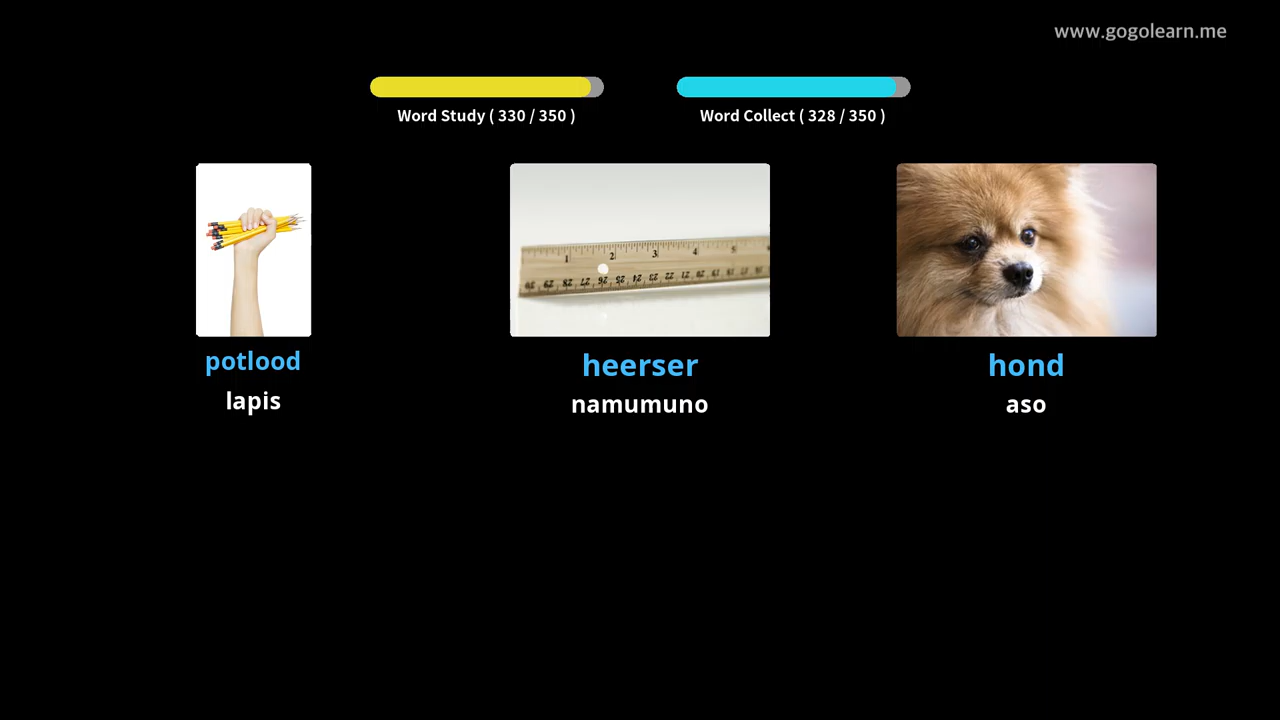 www.gogolearn.me
Word Study ( 330 / 350 )
Word Collect ( 328 / 350 )
potlood
lapis
heerser
namumuno
hond
aso